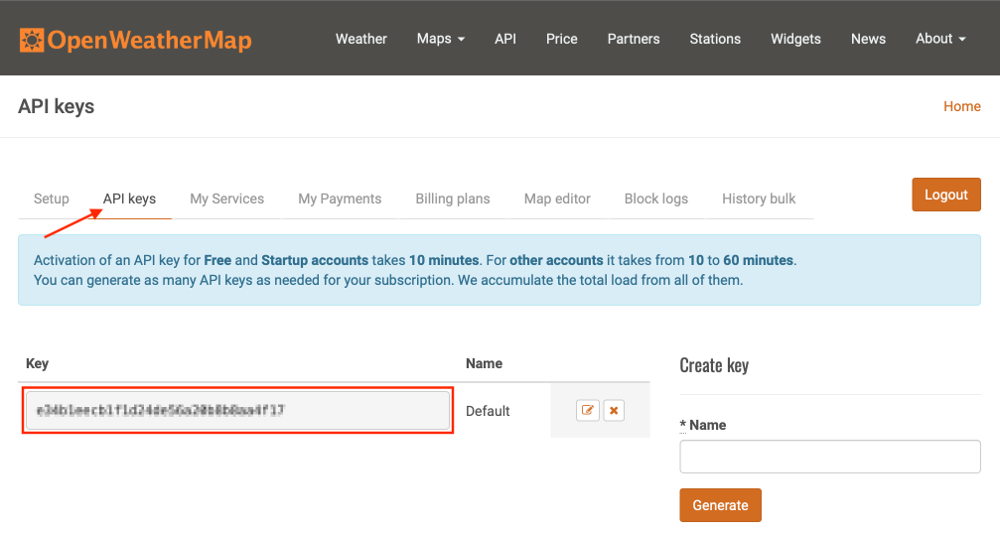 OpenWeatherMap
Weather Maps API Price Partners Stations Widgets News About
API keys
Home
Setup API keys My Services My Payments Billing plans Map editor Block logs History bulk
Logout
Activation of an API key for Free and Startup accounts takes 10 minutes. For other accounts it takes from 10 to 60 minutes.
You can generate as many API keys as needed for your subscription. We accumulate the total load from all of them.
Key Name
Default
Create key
* Name
Generate